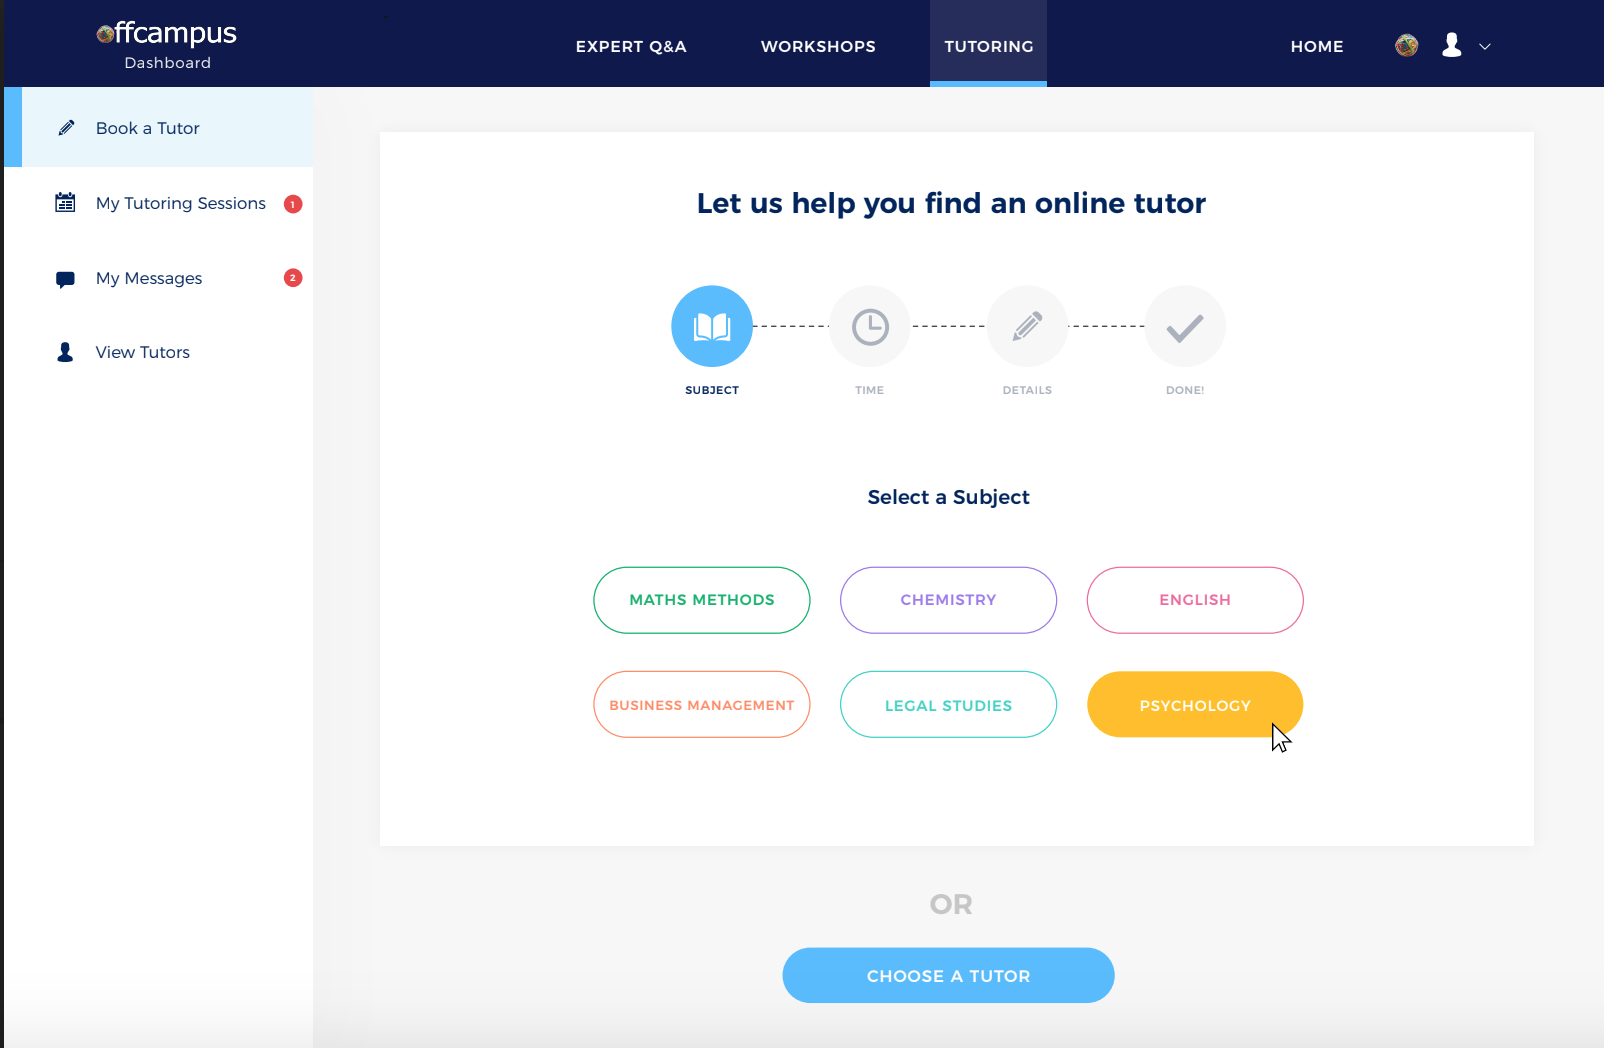 offcampus
Dashboard
EXPERT Q&A
WORKSHOPS
TUTORING
HOME
Book a Tutor
My Tutoring Sessions
1
My Messages
2
View Tutors
Let us help you find an online tutor
SUBJECT
TIME
DETAILS
DONE!
Select a Subject
MATHS METHODS
CHEMISTRY
ENGLISH
BUSINESS MANAGEMENT
LEGAL STUDIES
PSYCHOLOGY
OR
CHOOSE A TUTOR